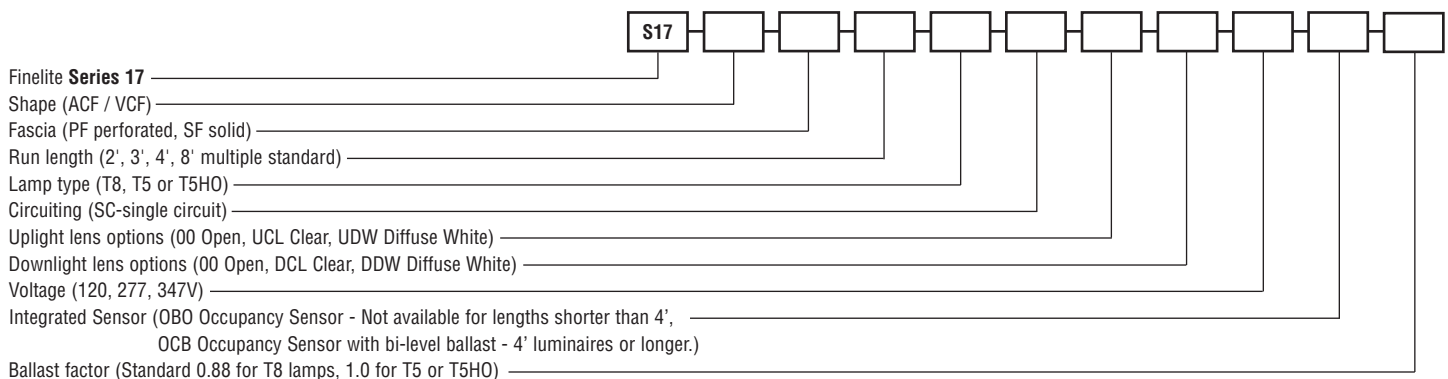 S17
Finelite Series 17
Shape (ACF / VCF)
Fascia (PF perforated, SF solid)
Run length (2', 3', 4', 8' multiple standard)
Lamp type (T8, T5 or T5HO)
Circuiting (SC-single circuit)
Uplight lens options (00 Open, UCL Clear, UDW Diffuse White)
Downlight lens options (00 Open, DCL Clear, DDW Diffuse White)
Voltage (120, 277, 347V)
Integrated Sensor (OBO Occupancy Sensor - Not available for lengths shorter than 4’,
OCB Occupancy Sensor with bi-level ballast - 4’ luminaires or longer.)
Ballast factor (Standard 0.88 for T8 lamps, 1.0 for T5 or T5HO)